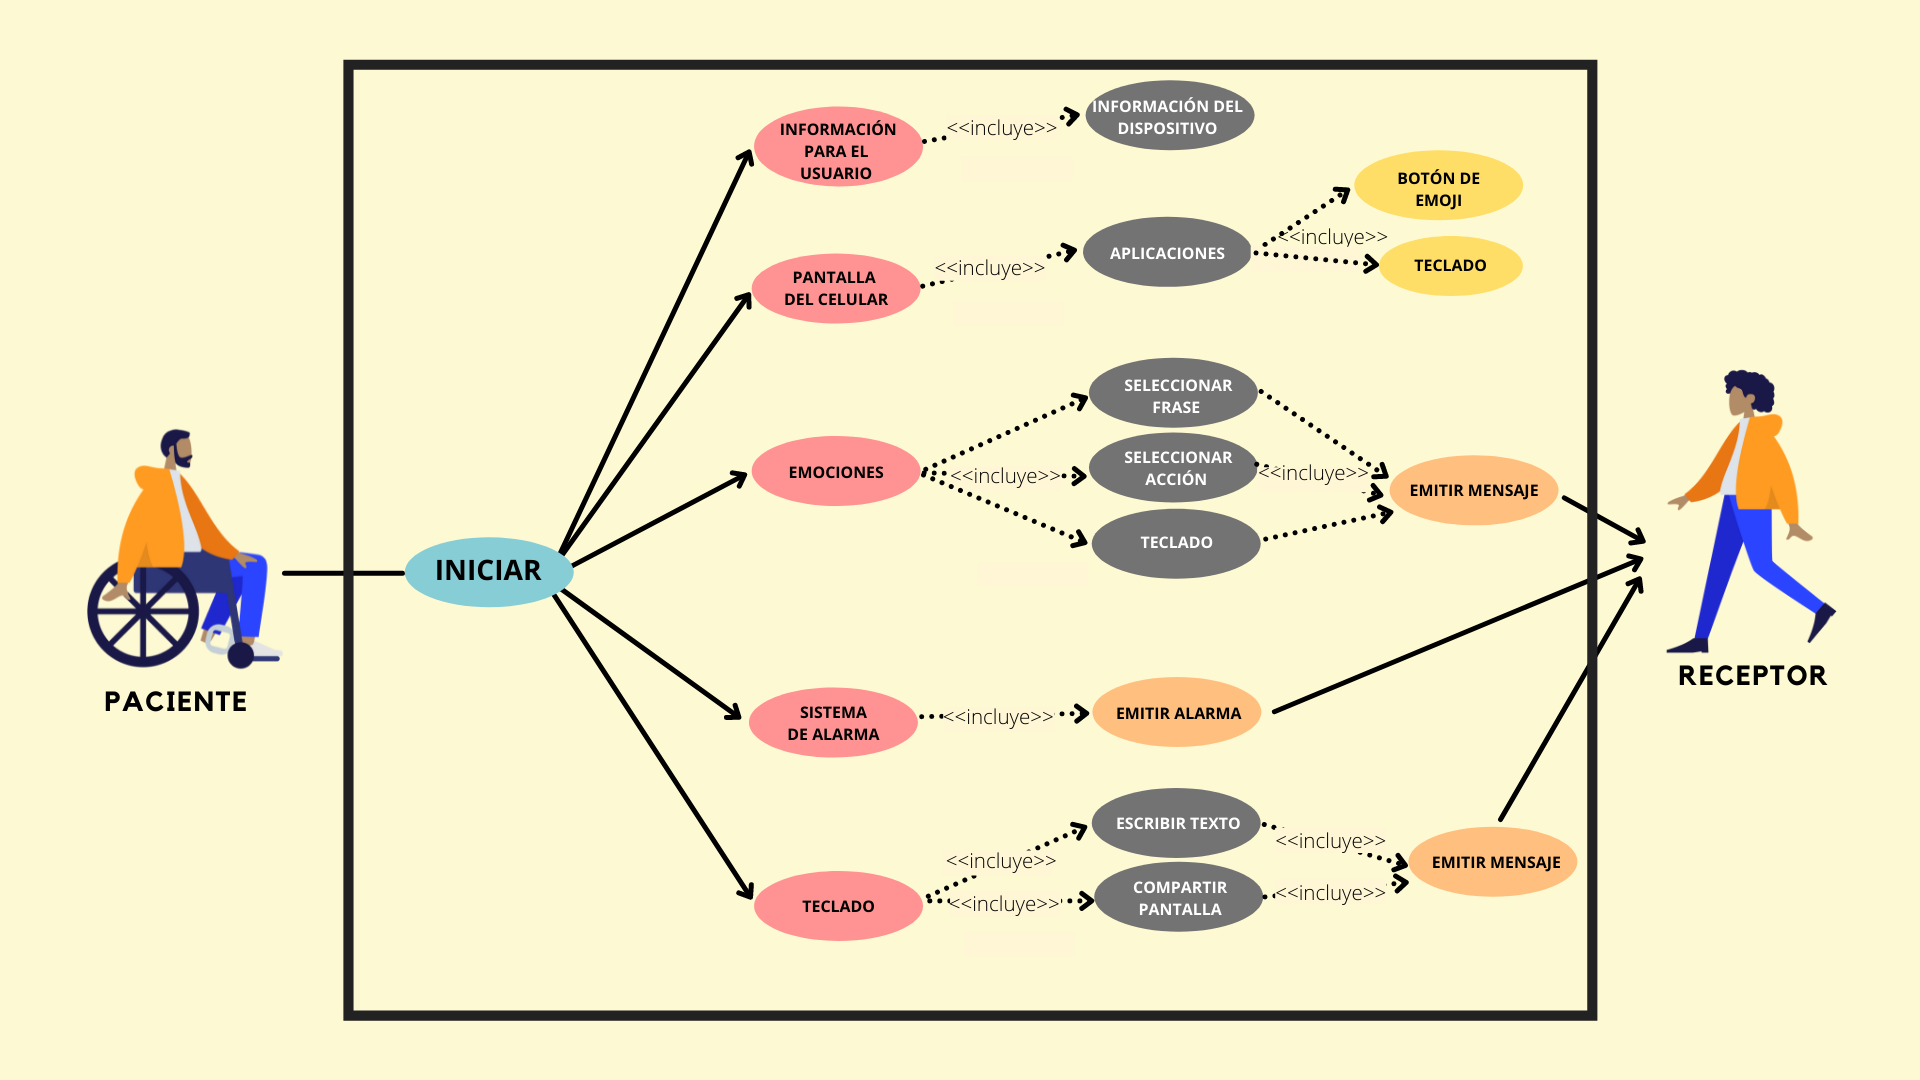 INFORMACIÓN DEL
DISPOSITIVO
INFORMACIÓN
PARA EL
USUARIO
<<incluye>>
BOTÓN DE
EMOJI
<<incluye>>
APLICACIONES
TECLADO
PANTALLA
DEL CELULAR
<<incluye>>
SELECCIONAR
FRASE
EMOCIONES
<<incluye>>
SELECCIONAR
ACCIÓN
<<incluye>>
EMITIR MENSAJE
TECLADO
INICIAR
PACIENTE
RECEPTOR
SISTEMA
DE ALARMA
<<incluye>>
EMITIR ALARMA
ESCRIBIR TEXTO
<<incluye>>
<<incluye>>
EMITIR MENSAJE
TECLADO
<<incluye>>
COMPARTIR
PANTALLA
<<incluye>>